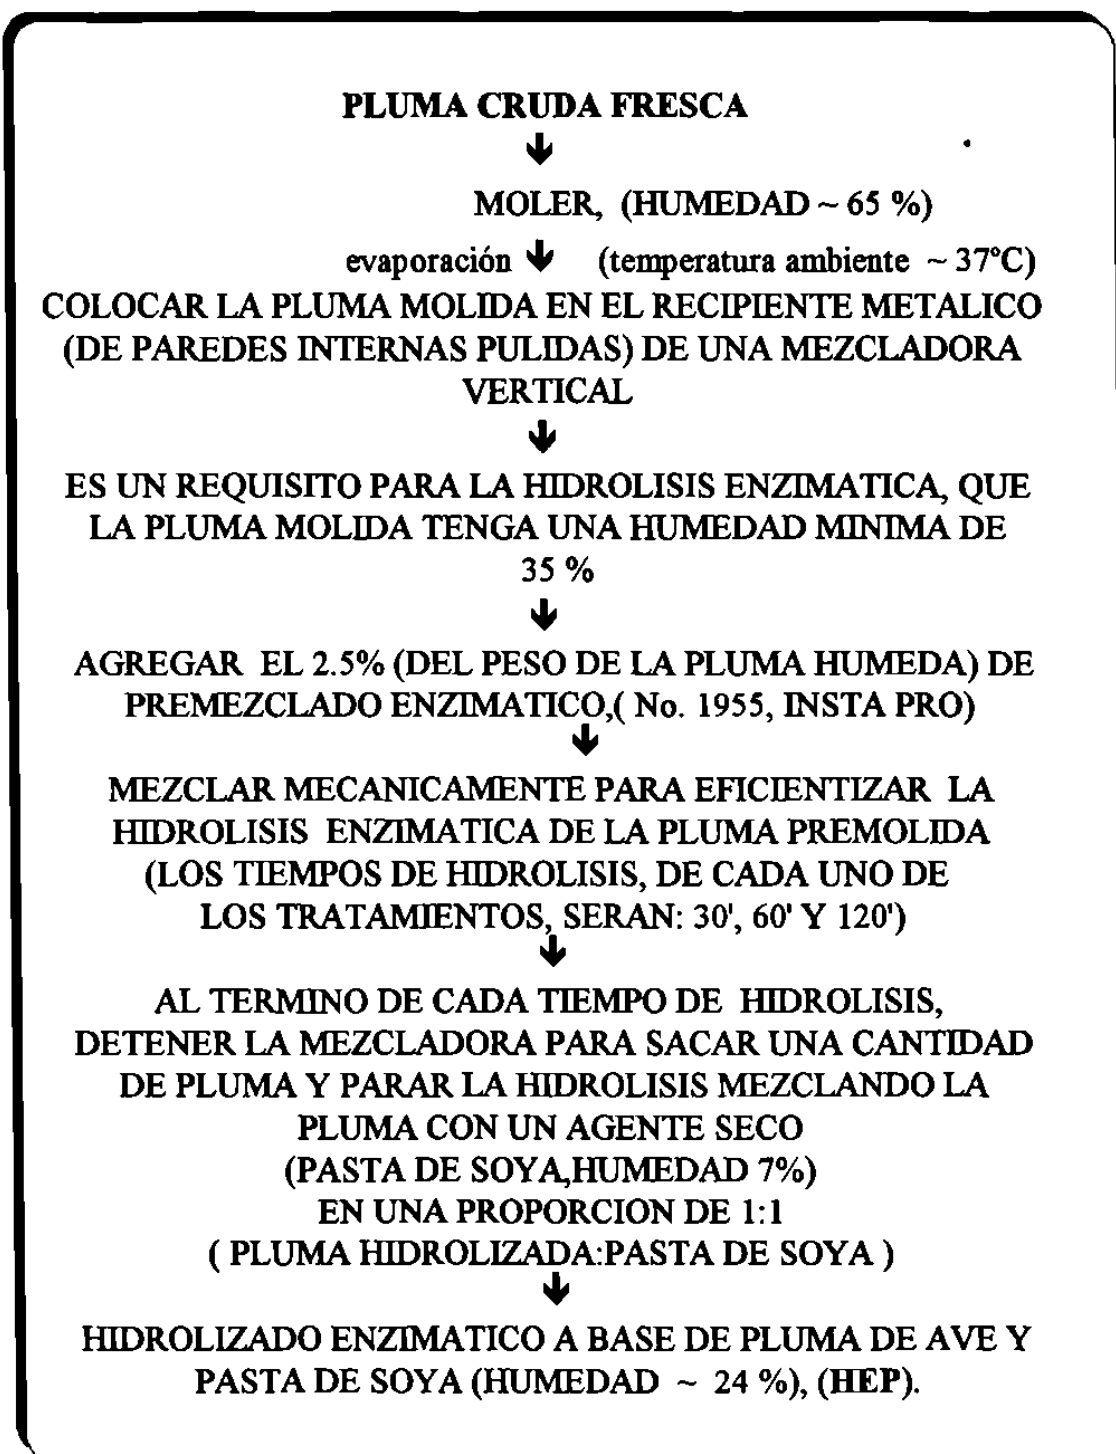 PLUMA CRUDA FRESCA
MOLER, (HUMEDAD ~ 65 %)
evaporación (temperatura ambiente ~ 37°C)
COLOCAR LA PLUMA MOLIDA EN EL RECIPIENTE METALICO
(DE PAREDES INTERNAS PULIDAS) DE UNA MEZCLADORA
VERTICAL
ES UN REQUISITO PARA LA HIDROLISIS ENZIMATICA, QUE
LA PLUMA MOLIDA TENGA UNA HUMEDAD MINIMA DE
35 %
AGREGAR EL 2.5% (DEL PESO DE LA PLUMA HUMEDA) DE
PREMEZCLADO ENZIMATICO,( No. 1955, INSTA PRO)
MEZCLAR MECANICAMENTE PARA EFICIENTIZAR LA
HIDROLISIS ENZIMATICA DE LA PLUMA PREMOLIDA
(LOS TIEMPOS DE HIDROLISIS, DE CADA UNO DE
LOS TRATAMIENTOS, SERAN: 30', 60' Y 120')
AL TERMINO DE CADA TIEMPO DE HIDROLISIS,
DETENER LA MEZCLADORA PARA SACAR UNA CANTIDAD
DE PLUMA Y PARAR LA HIDROLISIS MEZCLANDO LA
PLUMA CON UN AGENTE SECO
(PASTA DE SOYA,HUMEDAD 7%)
EN UNA PROPORCION DE 1:1
( PLUMA HIDROLIZADA:PASTA DE SOYA )
HIDROLIZADO ENZIMATICO A BASE DE PLUMA DE AVE Y
PASTA DE SOYA (HUMEDAD ~ 24 %), (HEP).